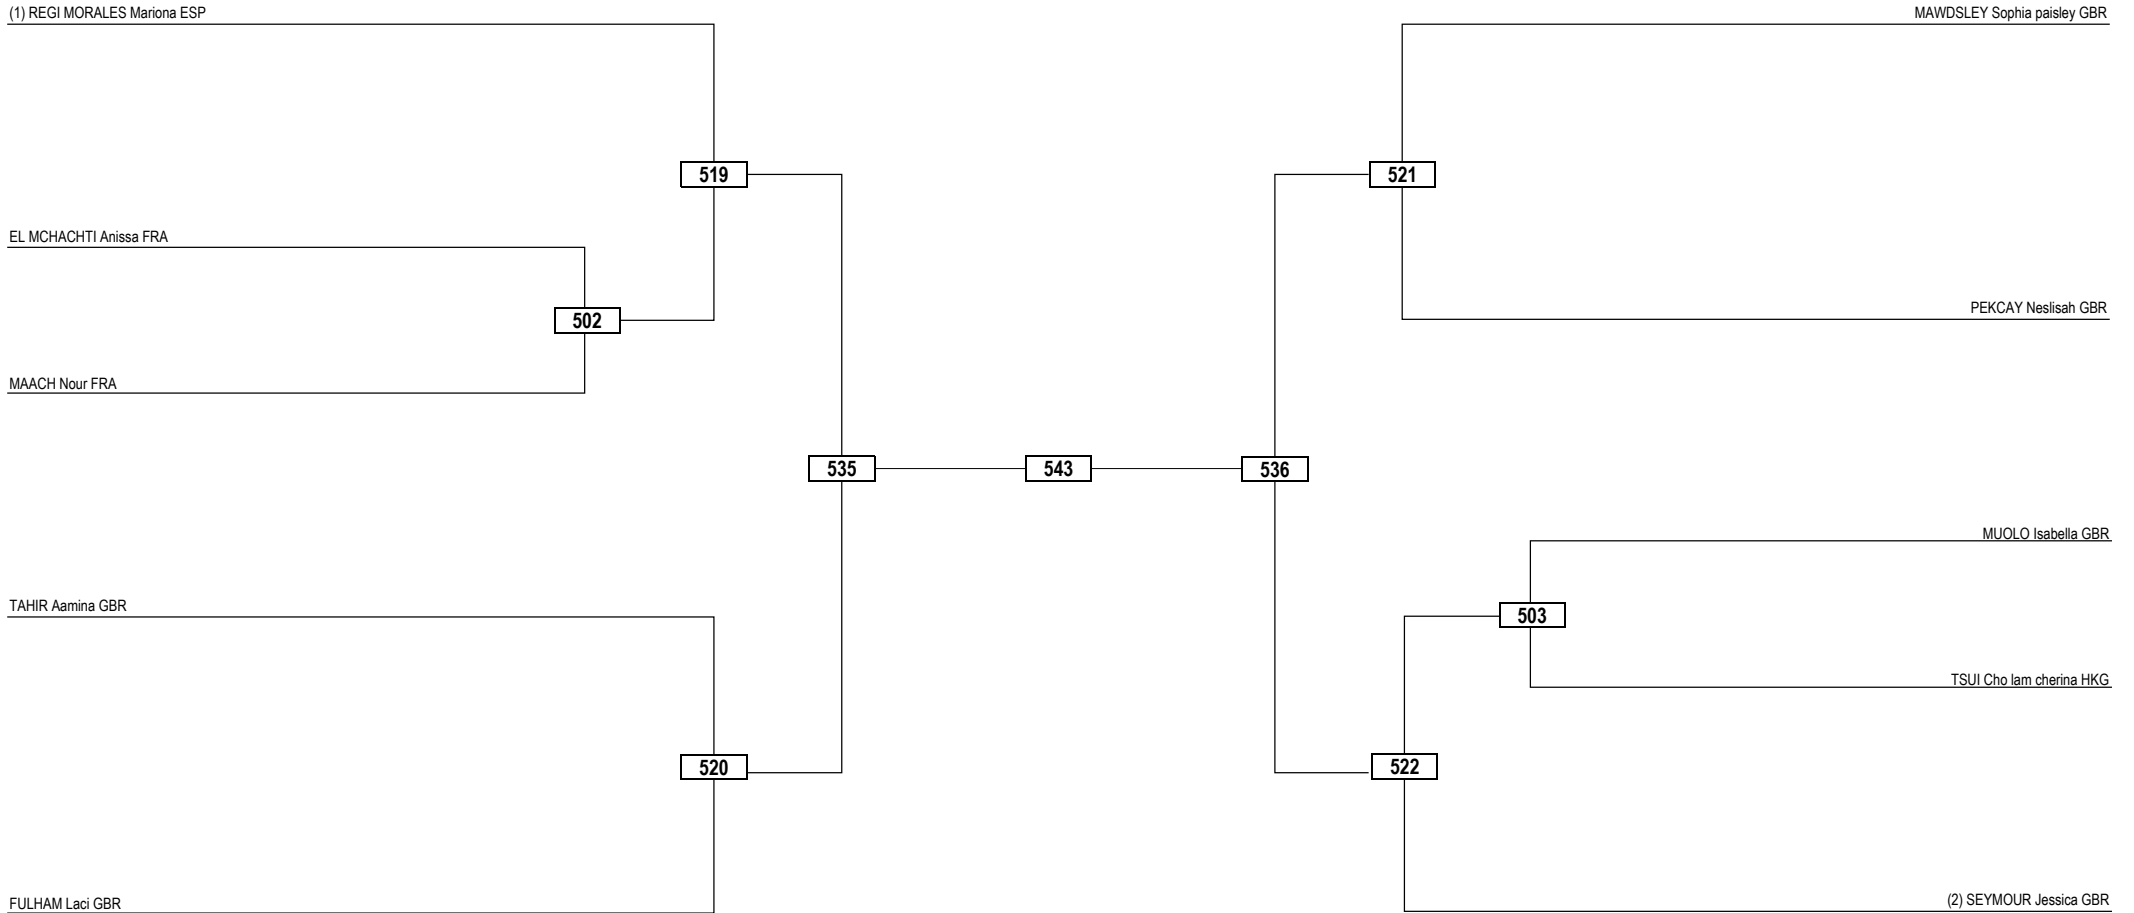 (1) REGI MORALES Mariona ESP
MAWDSLEY Sophia paisley GBR
519
521
EL MCHACHTI Anissa FRA
502
PEKCAY Neslisah GBR
MAACH Nour FRA
535
543
536
MUOLO Isabella GBR
TAHIR Aamina GBR
503
TSUI Cho lam cherina HKG
520
522
FULHAM Laci GBR
(2) SEYMOUR Jessica GBR